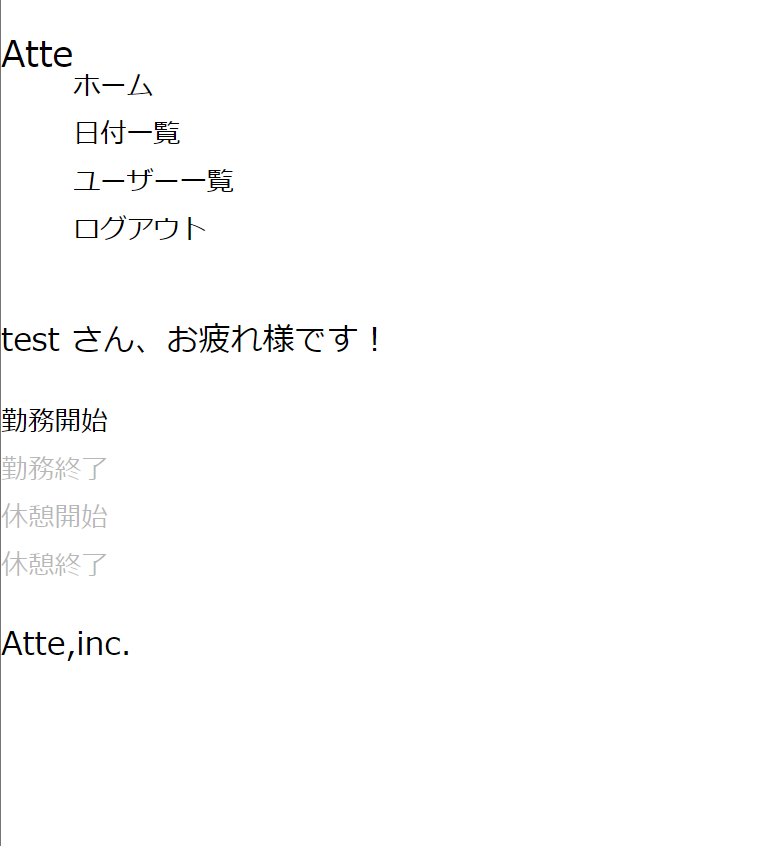 Atte
ホーム
日付一覧
ユーザー一覧
ログアウト
test さん、お疲れ様です！
勤務開始
勤務終了
休憩開始
休憩終了
Atte,inc.